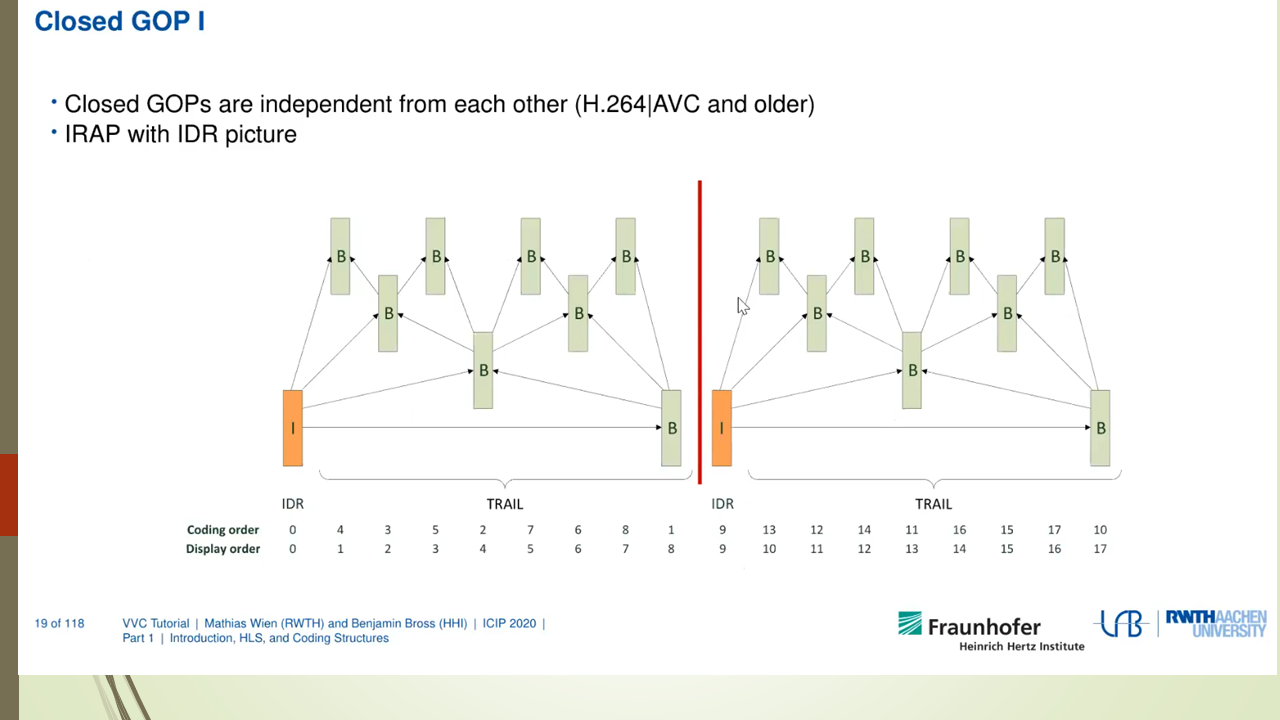 Closed GOP I
• Closed GOPs are independent from each other (H.264|AVC and older)
• IRAP with IDR picture
B B B B B B B B
B B B B
B B
I B I B
IDR TRAIL IDR TRAIL
Coding order 0 4 3 5 2 7 6 8 1 9 13 12 14 11 16 15 17 10
Display order 0 1 2 3 4 5 6 7 8 9 10 11 12 13 14 15 16 17
19 of 118 VVC Tutorial | Mathias Wien (RWTH) and Benjamin Bross (HHI) | ICIP 2020 |
Part 1 | Introduction, HLS, and Coding Structures
Fraunhofer
Heinrich Hertz Institute
RWTHAACHEN
UNIVERSITY